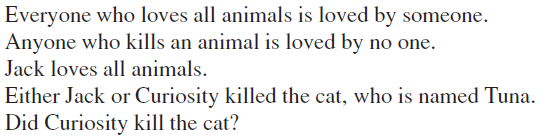 Everyone who loves all animals is loved by someone.
Anyone who kills an animal is loved by no one.
Jack loves all animals.
Either Jack or Curiosity killed the cat, who is named Tuna.
Did Curiosity kill the cat?